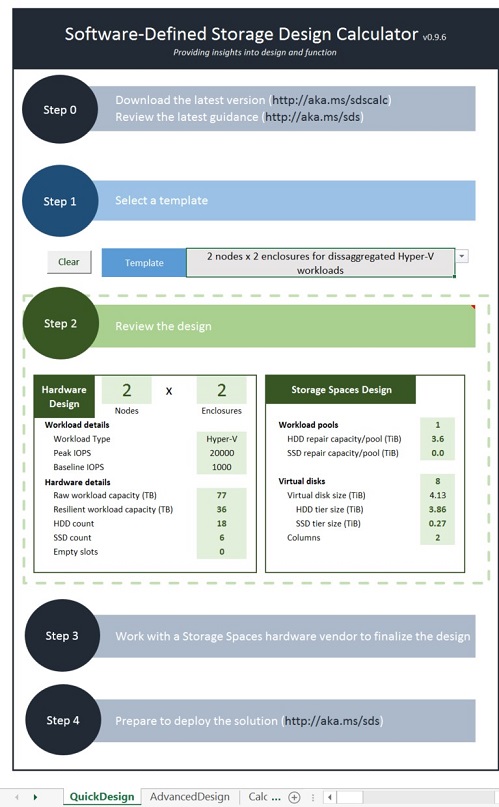 Software-Defined Storage Design Calculator v0.9.6
Providing insights into design and function
Step 0
Download the latest version (http://aka.ms/sdscalc)
Review the latest guidance (http://aka.ms/sds)
Step 1
Select a template
Clear
Template
2 nodes x 2 enclosures for dissaggregated Hyper-V
workloads
Step 2
Review the design
Hardware
Design
2 x 2
Nodes Enclosures
Workload details
Workload Type Hyper-V
Peak IOPS 20000
Baseline IOPS 1000
Hardware details
Raw workload capacity (TB) 77
Resilient workload capacity (TB) 36
HDD count 18
SSD count 6
Empty slots 0
Storage Spaces Design
Workload pools 1
HDD repair capacity/pool (TiB) 3.6
SSD repair capacity/pool (TiB) 0.0
Virtual disks 8
Virtual disk size (TiB) 4.13
HDD tier size (TiB) 3.86
SSD tier size (TiB) 0.27
Columns 2
Step 3
Work with a Storage Spaces hardware vendor to finalize the design
Step 4
Prepare to deploy the solution (http://aka.ms/sds)
QuickDesign AdvancedDesign Calc ...